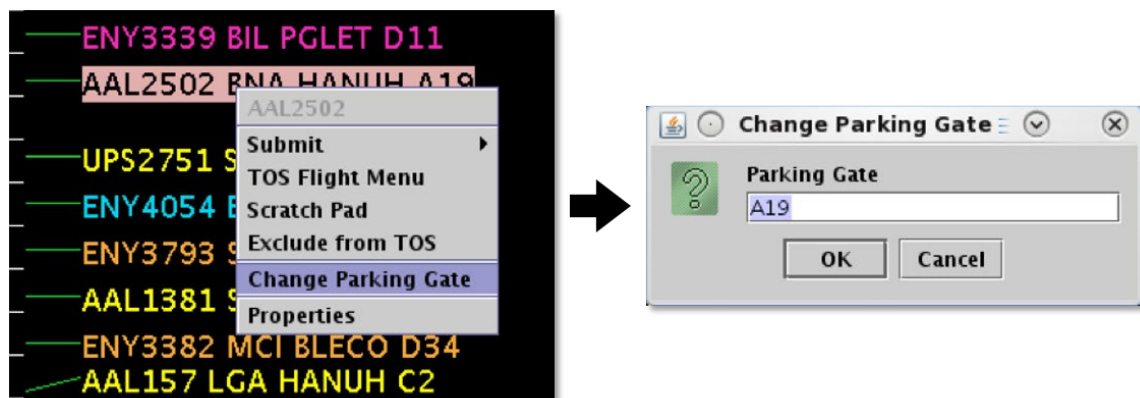 ENY3339 BIL PGLET D11
AAL2502 BNA HANUH A19
AAL2502
Submit
TOS Flight Menu
Scratch Pad
Exclude from TOS
Change Parking Gate
Properties
UPS2751 S
ENY4054
ENY3793 S
AAL1381 S
ENY3382 MCI BLECO D34
AAL157 LGA HANUH C2
Change Parking Gate
Parking Gate
A19
OK Cancel